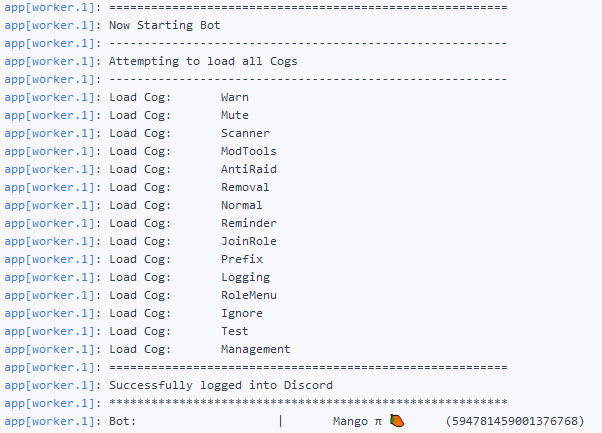 app[worker.1]: =========================================================
app[worker.1]: Now Starting Bot
app[worker.1]: ---------------------------------------------------------
app[worker.1]: Attempting to load all Cogs
app[worker.1]: ---------------------------------------------------------
app[worker.1]: Load Cog: Warn
app[worker.1]: Load Cog: Mute
app[worker.1]: Load Cog: Scanner
app[worker.1]: Load Cog: ModTools
app[worker.1]: Load Cog: AntiRaid
app[worker.1]: Load Cog: Removal
app[worker.1]: Load Cog: Normal
app[worker.1]: Load Cog: Reminder
app[worker.1]: Load Cog: JoinRole
app[worker.1]: Load Cog: Prefix
app[worker.1]: Load Cog: Logging
app[worker.1]: Load Cog: RoleMenu
app[worker.1]: Load Cog: Ignore
app[worker.1]: Load Cog: Test
app[worker.1]: Load Cog: Management
app[worker.1]: =========================================================
app[worker.1]: Successfully logged into Discord
app[worker.1]: *********************************************************
app[worker.1]: Bot: | Mango π 🥭 (594781459001376768)